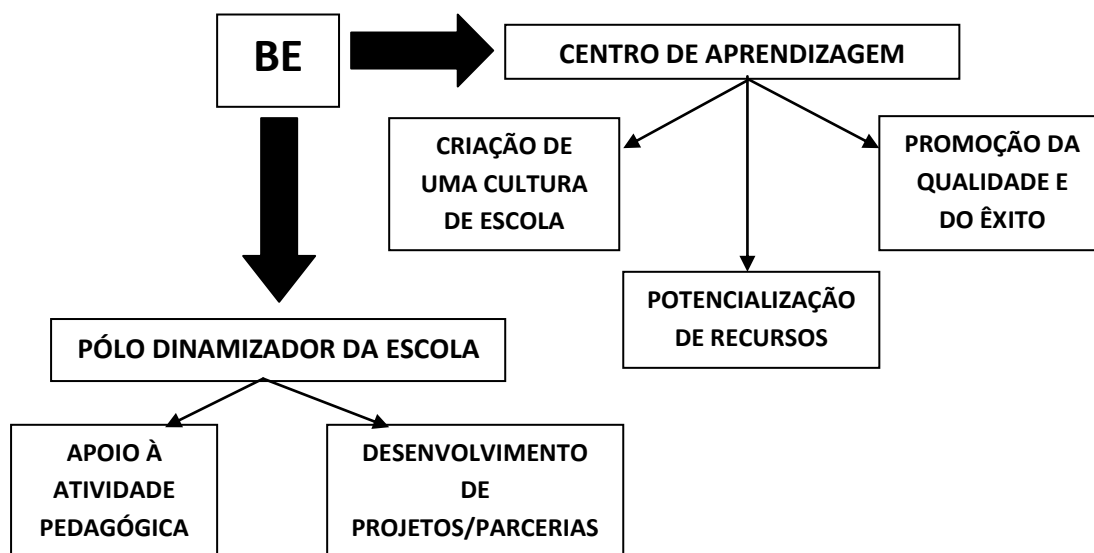 BE
CENTRO DE APRENDIZAGEM
CRIAÇÃO DE
UMA CULTURA
DE ESCOLA
PROMOÇÃO DA
QUALIDADE E
DO ÊXITO
POTENCIALIZAÇÃO
DE RECURSOS
PÓLO DINAMIZADOR DA ESCOLA
APOIO À
ATIVIDADE
PEDAGÓGICA
DESENVOLVIMENTO
DE
PROJETOS/PARCERIAS